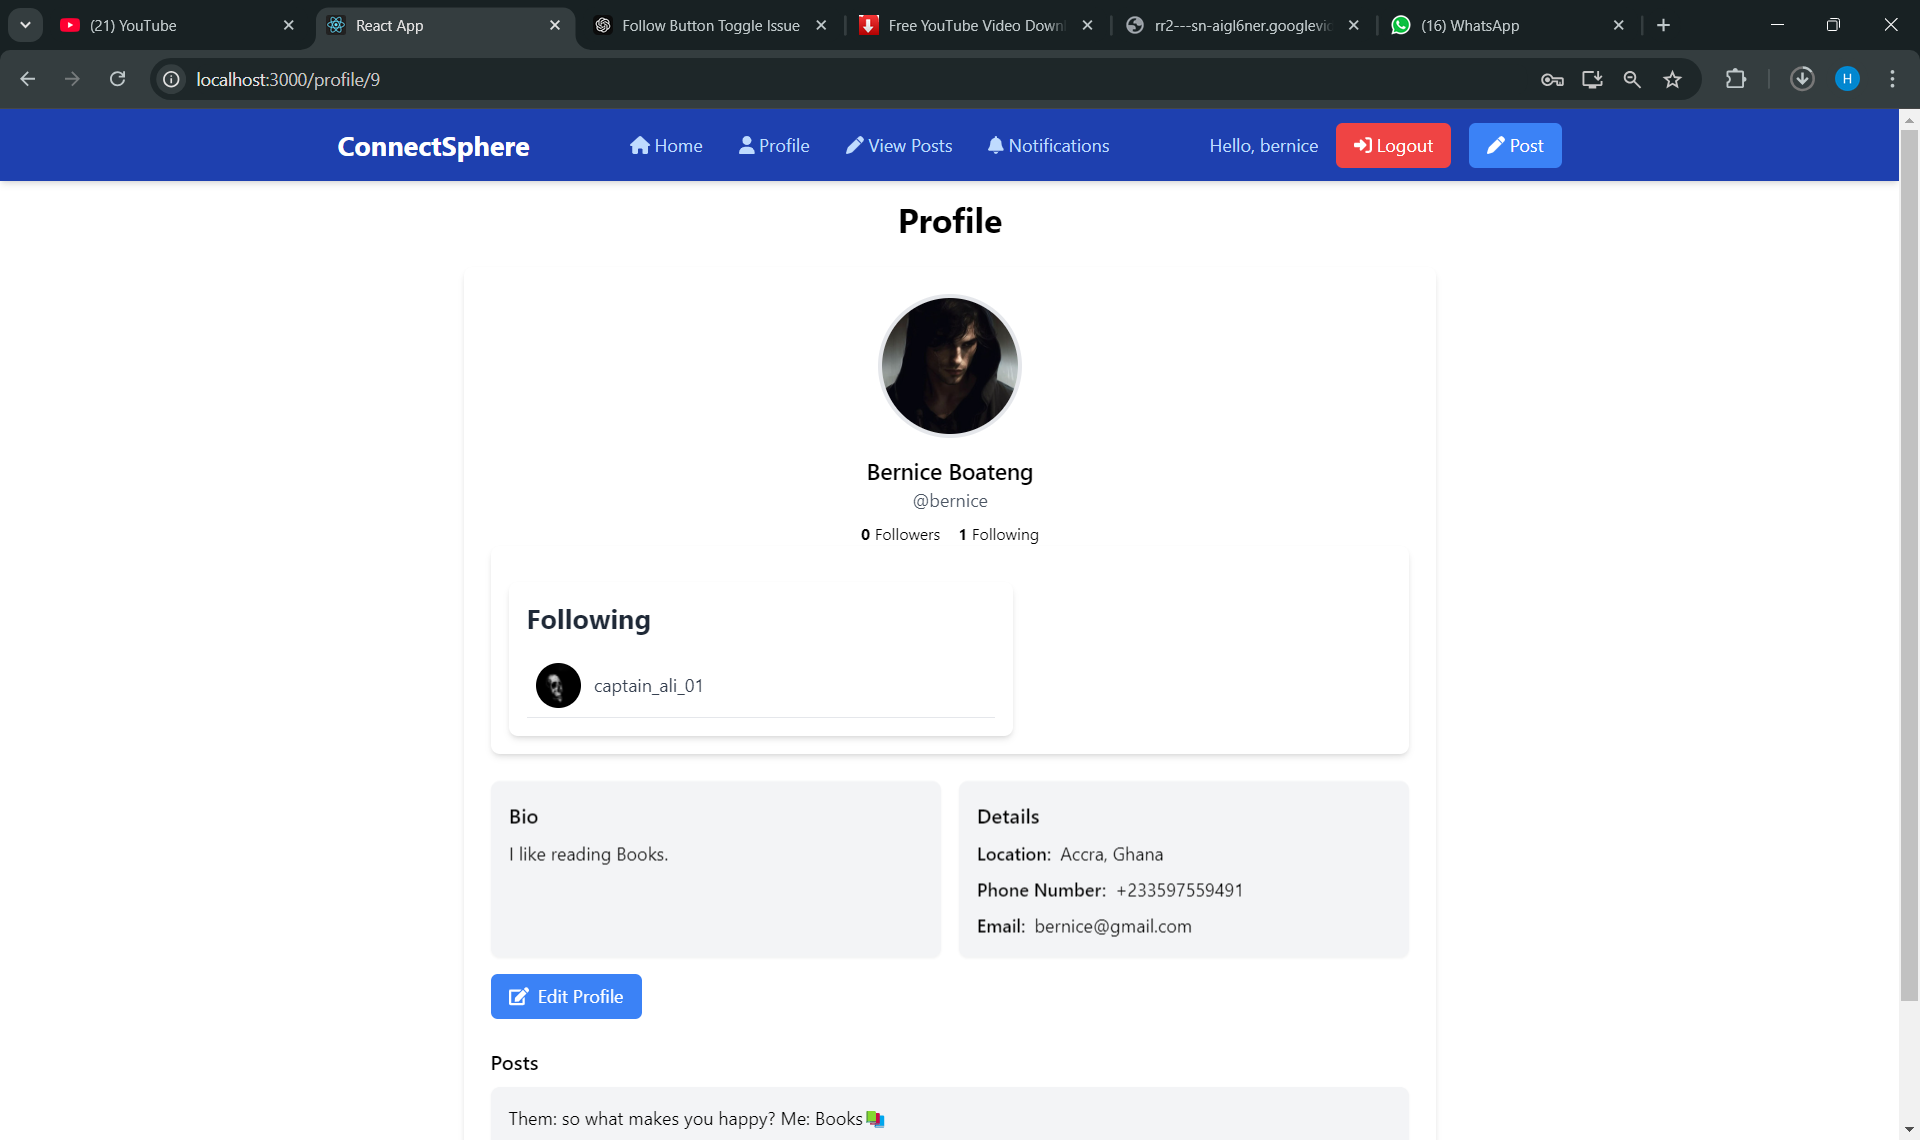 (21) YouTube
React App
Follow Button Toggle Issue
Free YouTube Video Downl
rr2---sn-aigl6ner.googlevid
(16) WhatsApp
localhost:3000/profile/9
H
ConnectSphere
Home
Profile
View Posts
Notifications
Hello, bernice
Logout
Post
Profile
Bernice Boateng
@bernice
0 Followers 1 Following
Following
captain_ali_01
Bio
I like reading Books.
Details
Location: Accra, Ghana
Phone Number: +233597559491
Email: bernice@gmail.com
Edit Profile
Posts
Them: so what makes you happy? Me: Books📚